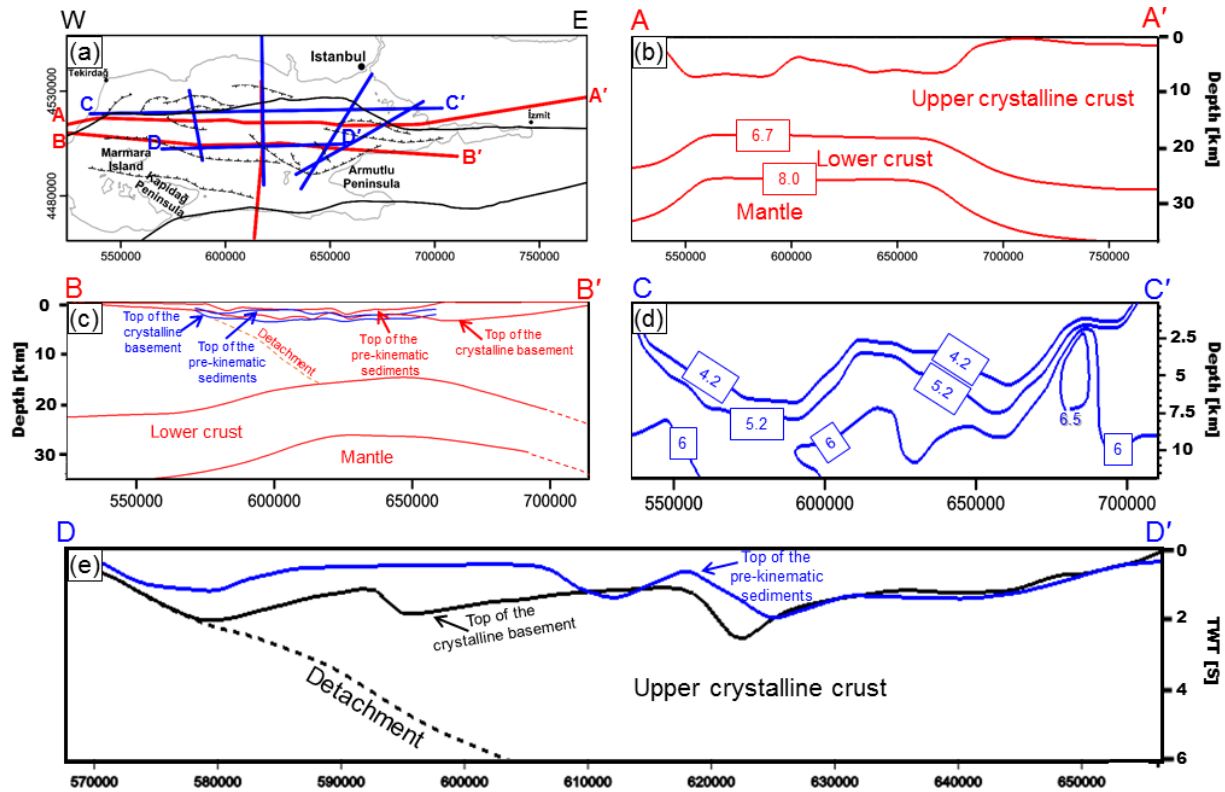 W
E
(a)
Istanbul
Tekirdağ
4530000
4480000
C
C′
A
A′
B
B′
D
D′
İzmit
Marmara
Island
Kapıdağ
Peninsula
Armutlu
Peninsula
550000
600000
650000
700000
750000
A
A′
(b)
Upper crystalline crust
6.7
Lower crust
8.0
Mantle
0
10
20
30
Depth [km]
550000
600000
650000
700000
750000
B
B′
(c)
Top of the
crystalline
basement
Top of the
pre-kinematic
sediments
Detachment
Top of the
pre-kinematic
sediments
Top of the
crystalline basement
Lower crust
Mantle
0
10
20
30
Depth [km]
550000
600000
650000
700000
C
C′
(d)
4.2
5.2
4.2
5.2
6
6
6.5
6
2.5
5
7.5
10
Depth [km]
550000
600000
650000
700000
D
D′
(e)
Top of the
pre-kinematic
sediments
Top of the
crystalline basement
Detachment
Upper crystalline crust
0
2
4
6
TWT [S]
570000
580000
590000
600000
610000
620000
630000
640000
650000